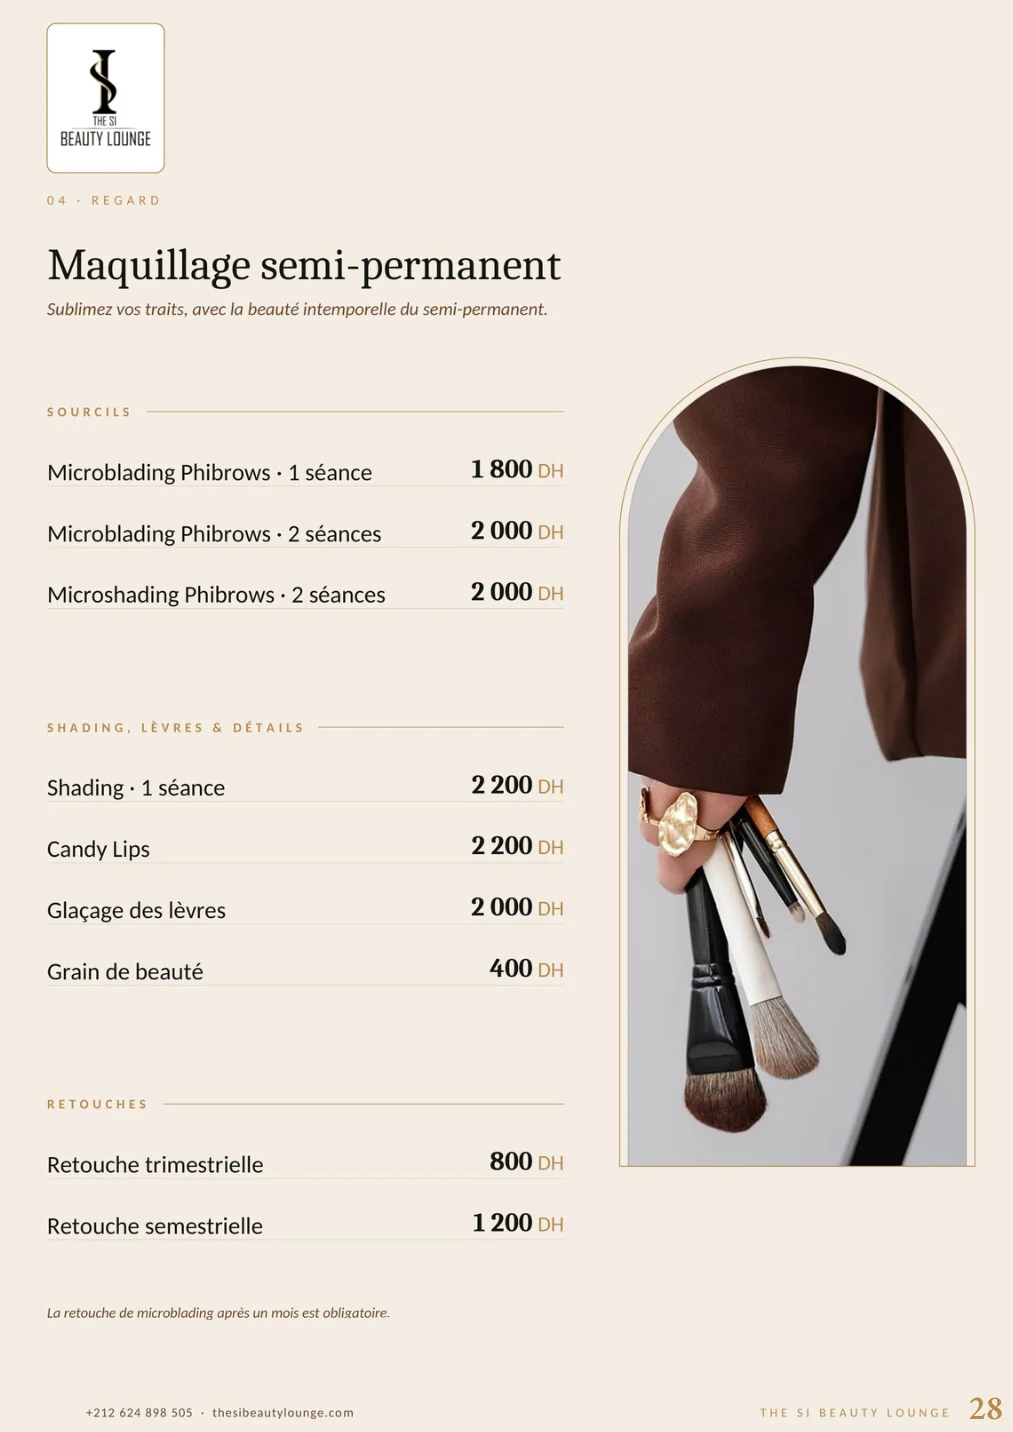 THE SI
BEAUTY LOUNGE
04 · REGARD
Maquillage semi-permanent
Sublimez vos traits, avec la beauté intemporelle du semi-permanent.
SOURCILS
Microblading Phibrows · 1 séance 1 800 DH
Microblading Phibrows · 2 séances 2 000 DH
Microshading Phibrows · 2 séances 2 000 DH
SHADING, LÈVRES & DÉTAILS
Shading · 1 séance 2 200 DH
Candy Lips 2 200 DH
Glaçage des lèvres 2 000 DH
Grain de beauté 400 DH
RETOUCHES
Retouche trimestrielle 800 DH
Retouche semestrielle 1 200 DH
La retouche de microblading après un mois est obligatoire.
+212 624 898 505 · thesibeautylounge.com
THE SI BEAUTY LOUNGE 28